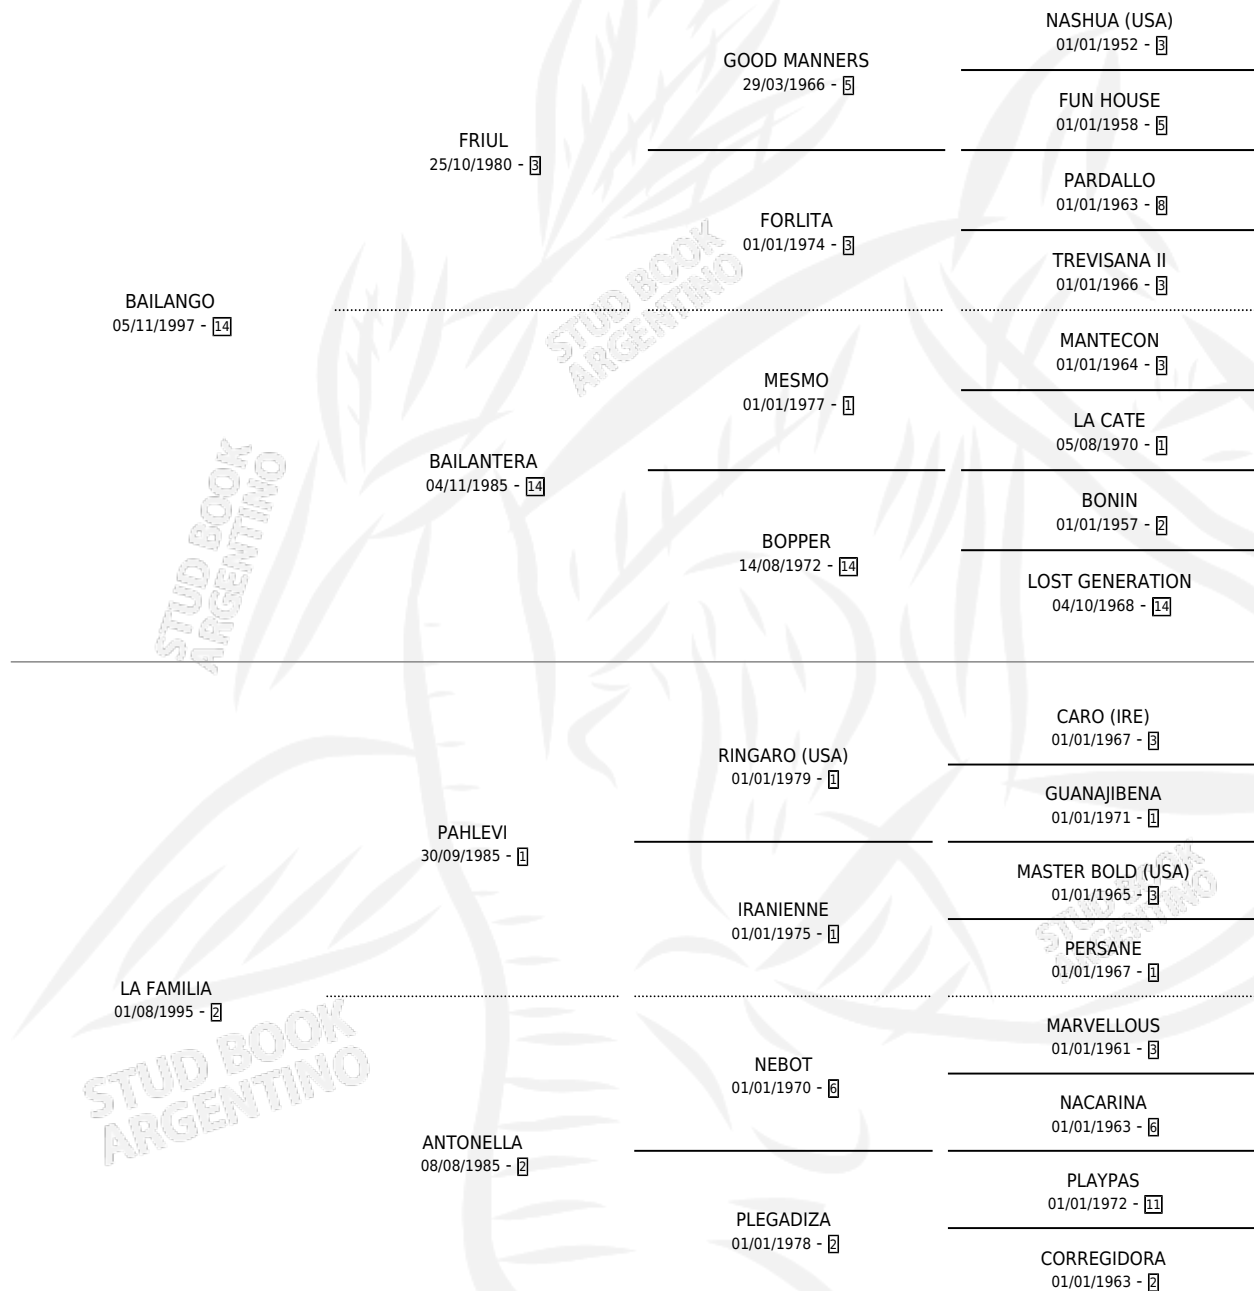 NASHUA (USA)
01/01/1952 - 3
GOOD MANNERS
29/03/1966 - 5
FUN HOUSE
01/01/1958 - 5
FRIUL
25/10/1980 - 3
PARDALLO
01/01/1963 - 8
FORLITA
01/01/1974 - 3
TREVISANA II
01/01/1966 - 3
BAILANGO
05/11/1997 - 14
MANTECON
01/01/1964 - 3
MESMO
01/01/1977 - 1
LA CATE
05/08/1970 - 1
BAILANTERA
04/11/1985 - 14
BONIN
01/01/1957 - 2
BOPPER
14/08/1972 - 14
LOST GENERATION
04/10/1968 - 14
CARO (IRE)
01/01/1967 - 3
RINGARO (USA)
01/01/1979 - 1
GUANAJIBENA
01/01/1971 - 1
PAHLEVI
30/09/1985 - 1
MASTER BOLD (USA)
01/01/1965 - 3
IRANIENNE
01/01/1975 - 1
PERSANE
01/01/1967 - 1
LA FAMILIA
01/08/1995 - 2
MARVELLOUS
01/01/1961 - 3
NEBOT
01/01/1970 - 6
NACARINA
01/01/1963 - 6
ANTONELLA
08/08/1985 - 2
PLAYPAS
01/01/1972 - 11
PLEGADIZA
01/01/1978 - 2
CORREGIDORA
01/01/1963 - 2
STUD BOOK
ARGENTINO
STUD BOOK
ARGENTINO
STUD BOOK
ARGENTINO
STUD BOOK
ARGENTINO